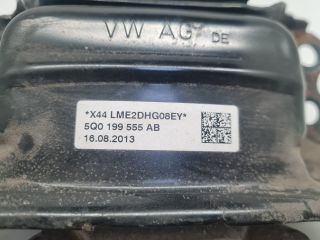 VW AG DE
*X44 LME2DHG08EY*
5Q0 199 555 AB
16.08.2013